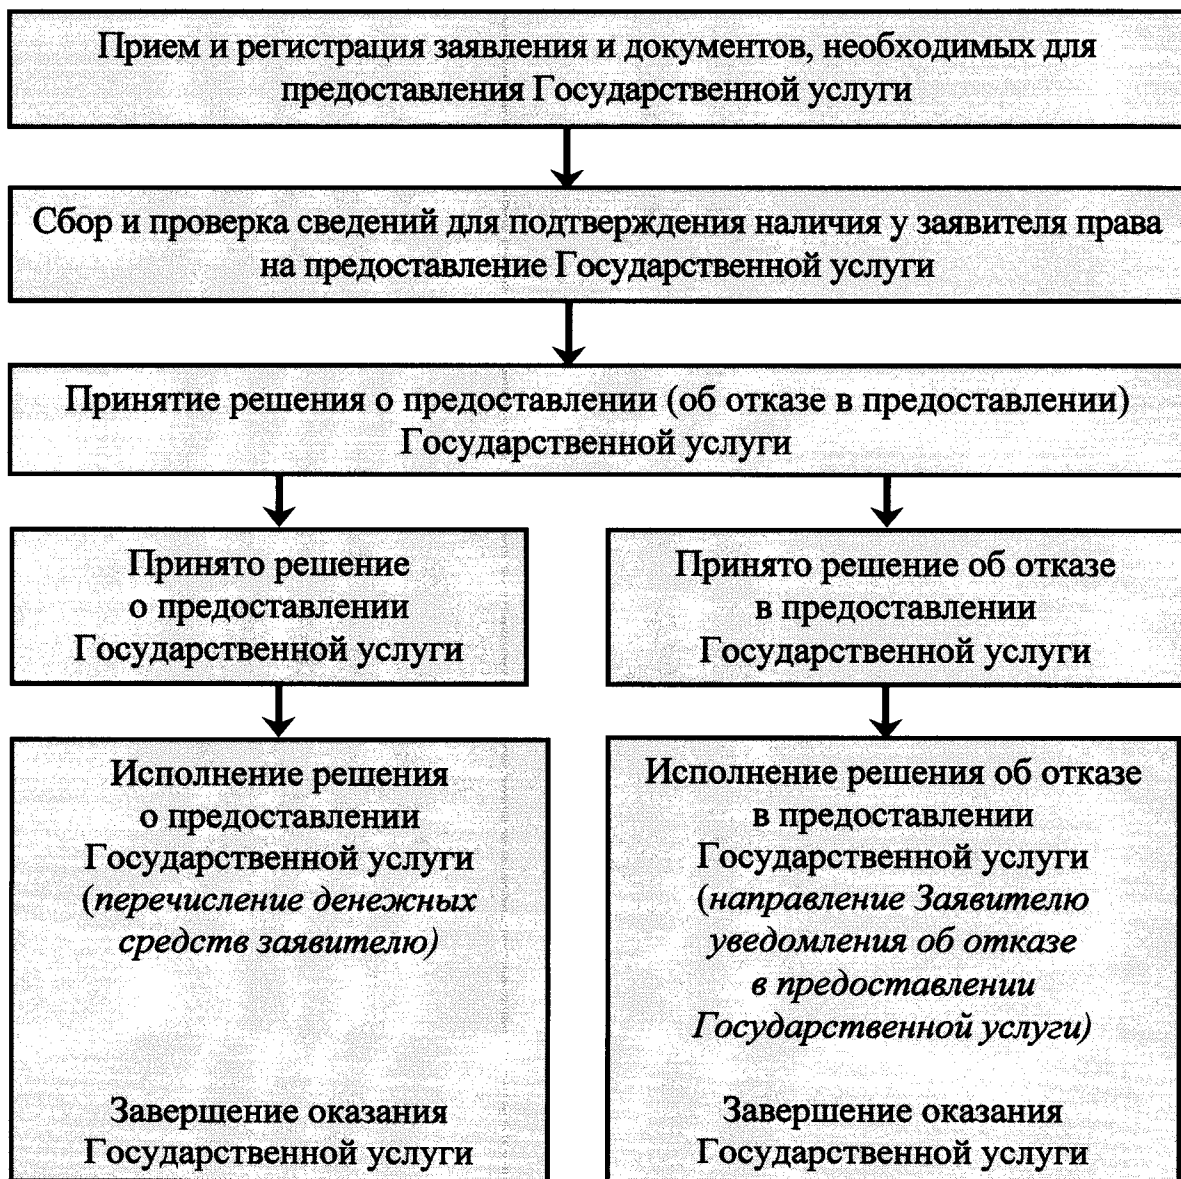 Прием и регистрация заявления и документов, необходимых для
предоставления Государственной услуги
Сбор и проверка сведений для подтверждения наличия у заявителя права
на предоставление Государственной услуги
Принятие решения о предоставлении (об отказе в предоставлении)
Государственной услуги
Принято решение
о предоставлении
Государственной услуги
Принято решение об отказе
в предоставлении
Государственной услуги
Исполнение решения
о предоставлении
Государственной услуги
(перечисление денежных
средств заявителю)
Завершение оказания
Государственной услуги
Исполнение решения об отказе
в предоставлении
Государственной услуги
(направление Заявителю
уведомления об отказе
в предоставлении
Государственной услуги)
Завершение оказания
Государственной услуги